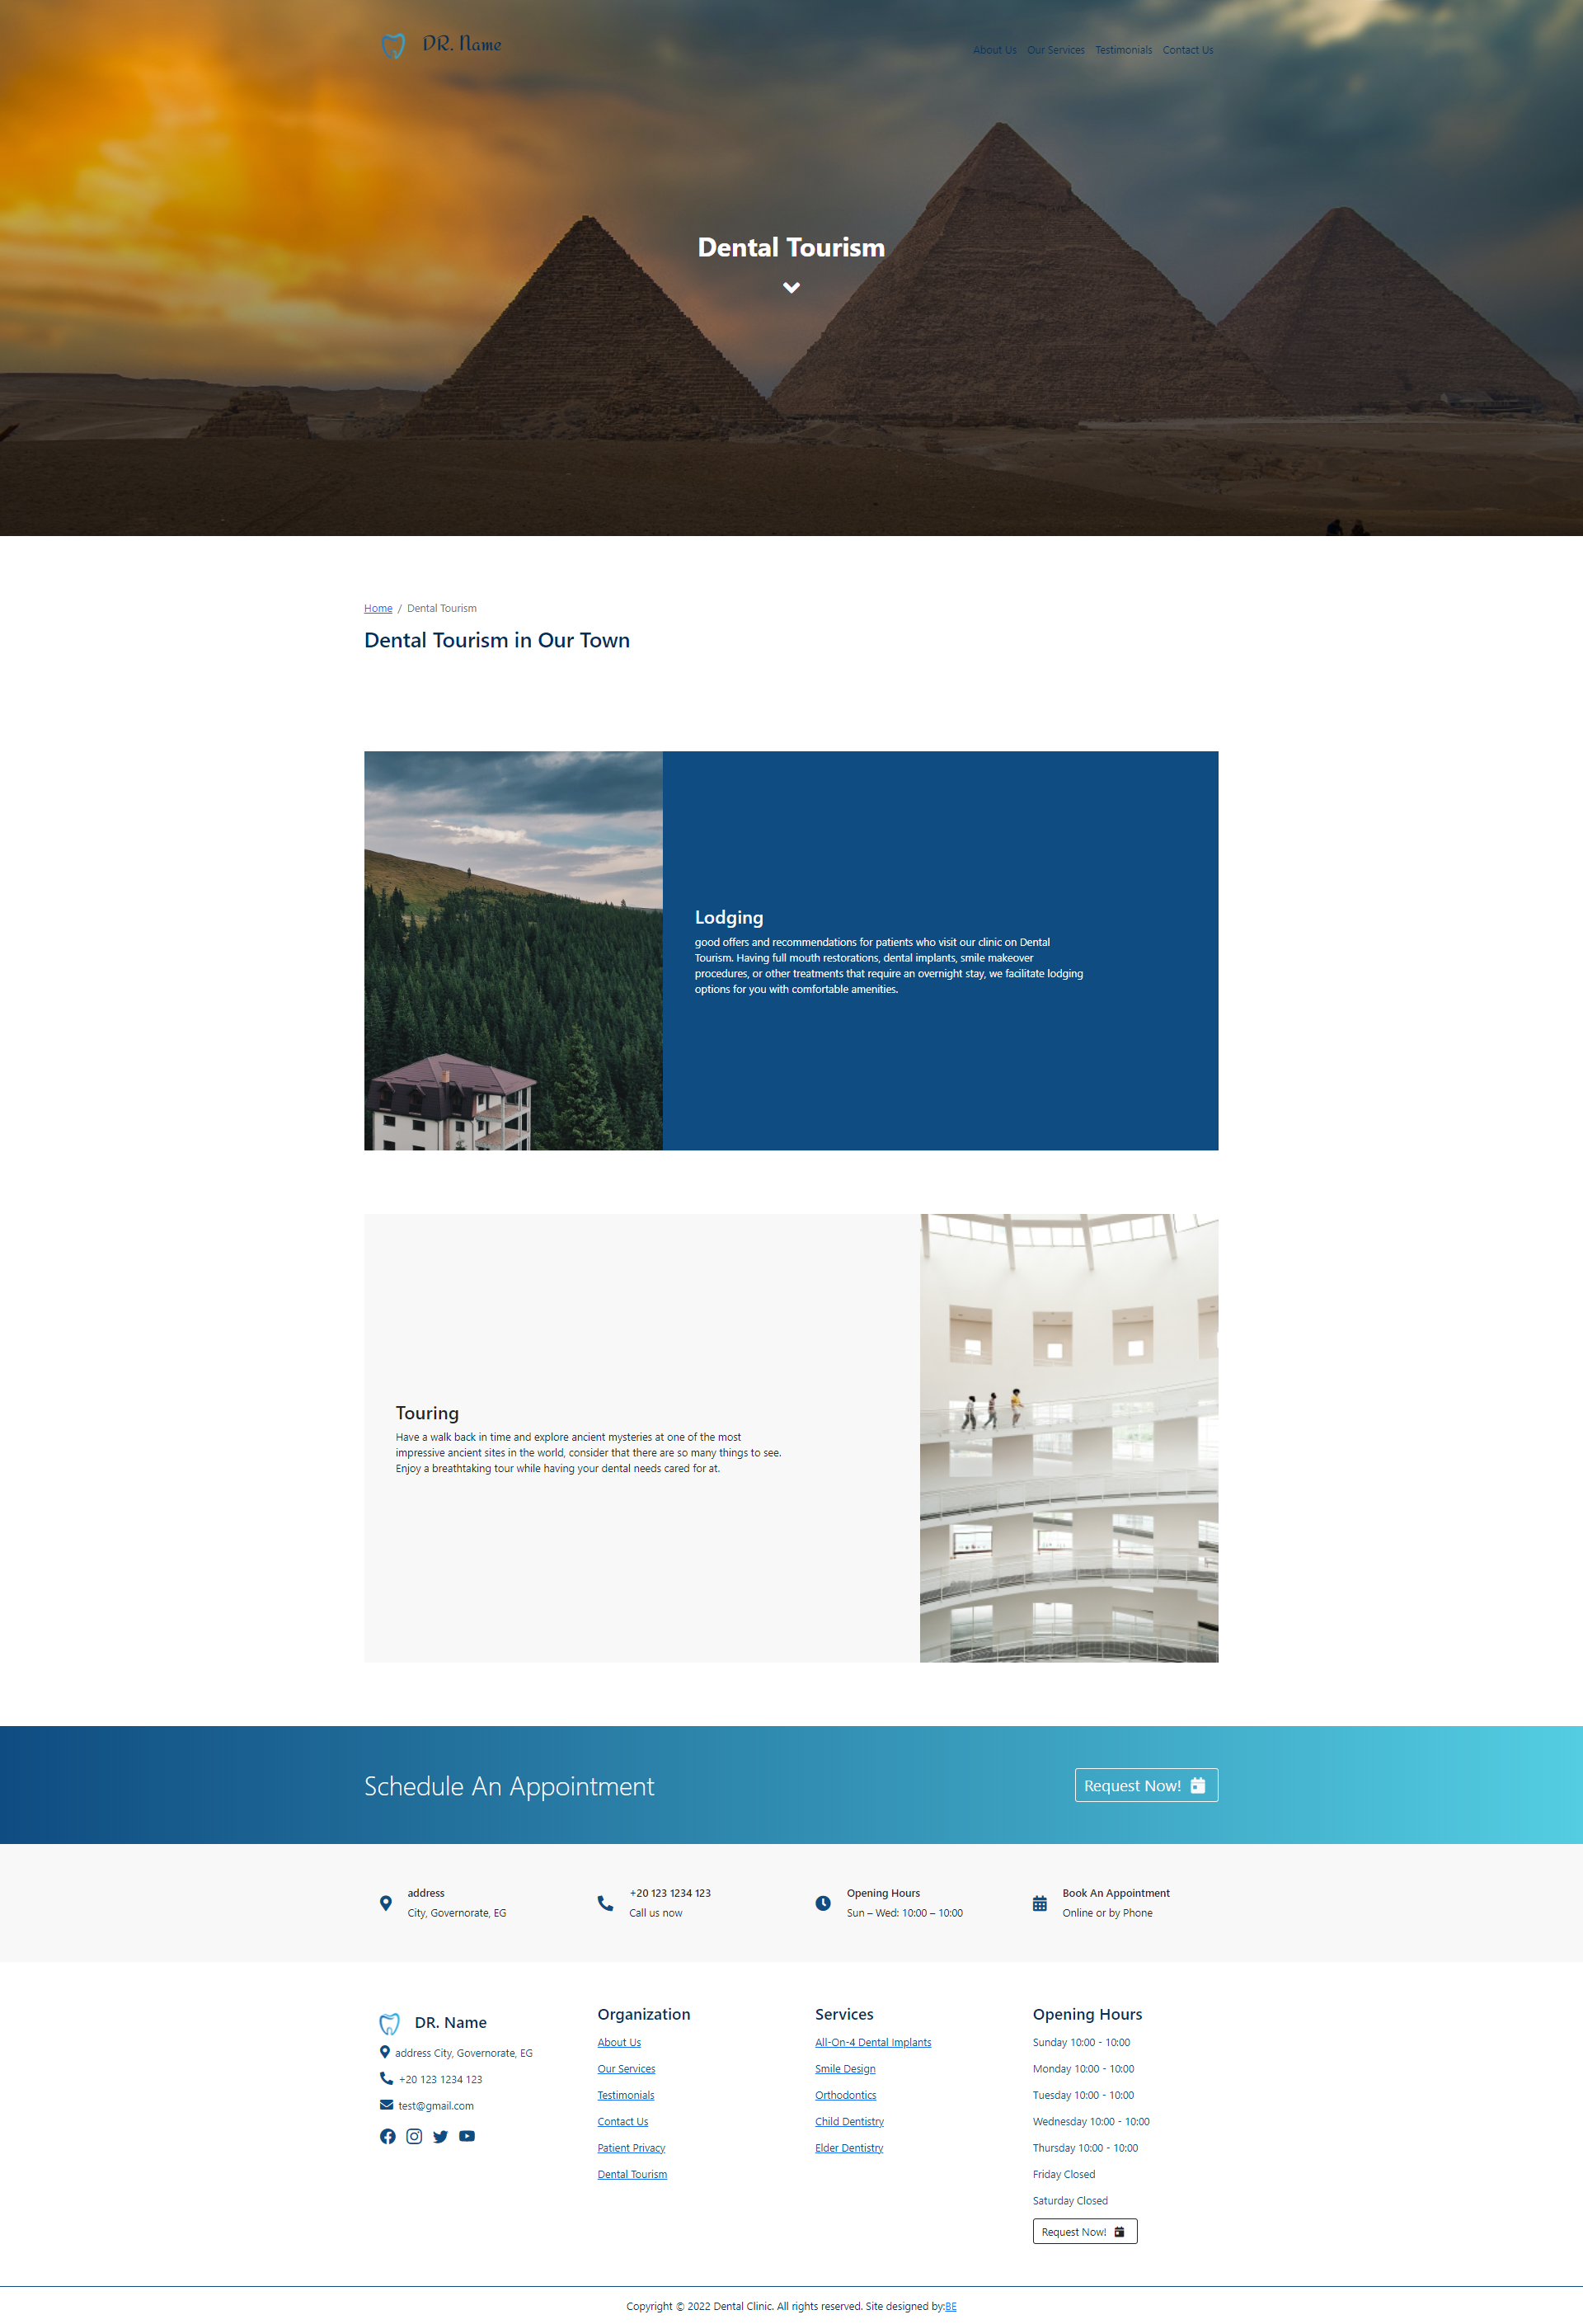 DR. Name
About Us Our Services Testimonials Contact Us
Dental Tourism
Home / Dental Tourism
Dental Tourism in Our Town
Lodging
good offers and recommendations for patients who visit our clinic on Dental
Tourism. Having full mouth restorations, dental implants, smile makeover
procedures, or other treatments that require an overnight stay, we facilitate lodging
options for you with comfortable amenities.
Touring
Have a walk back in time and explore ancient mysteries at one of the most
impressive ancient sites in the world, consider that there are so many things to see.
Enjoy a breathtaking tour while having your dental needs cared for at.
Schedule An Appointment
Request Now!
address
City, Governorate, EG
+20 123 1234 123
Call us now
Opening Hours
Sun – Wed: 10:00 – 10:00
Book An Appointment
Online or by Phone
DR. Name
address City, Governorate, EG
+20 123 1234 123
test@gmail.com
Organization
About Us
Our Services
Testimonials
Contact Us
Patient Privacy
Dental Tourism
Services
All-On-4 Dental Implants
Smile Design
Orthodontics
Child Dentistry
Elder Dentistry
Opening Hours
Sunday 10:00 - 10:00
Monday 10:00 - 10:00
Tuesday 10:00 - 10:00
Wednesday 10:00 - 10:00
Thursday 10:00 - 10:00
Friday Closed
Saturday Closed
Request Now!
Copyright © 2022 Dental Clinic. All rights reserved. Site designed by:BE